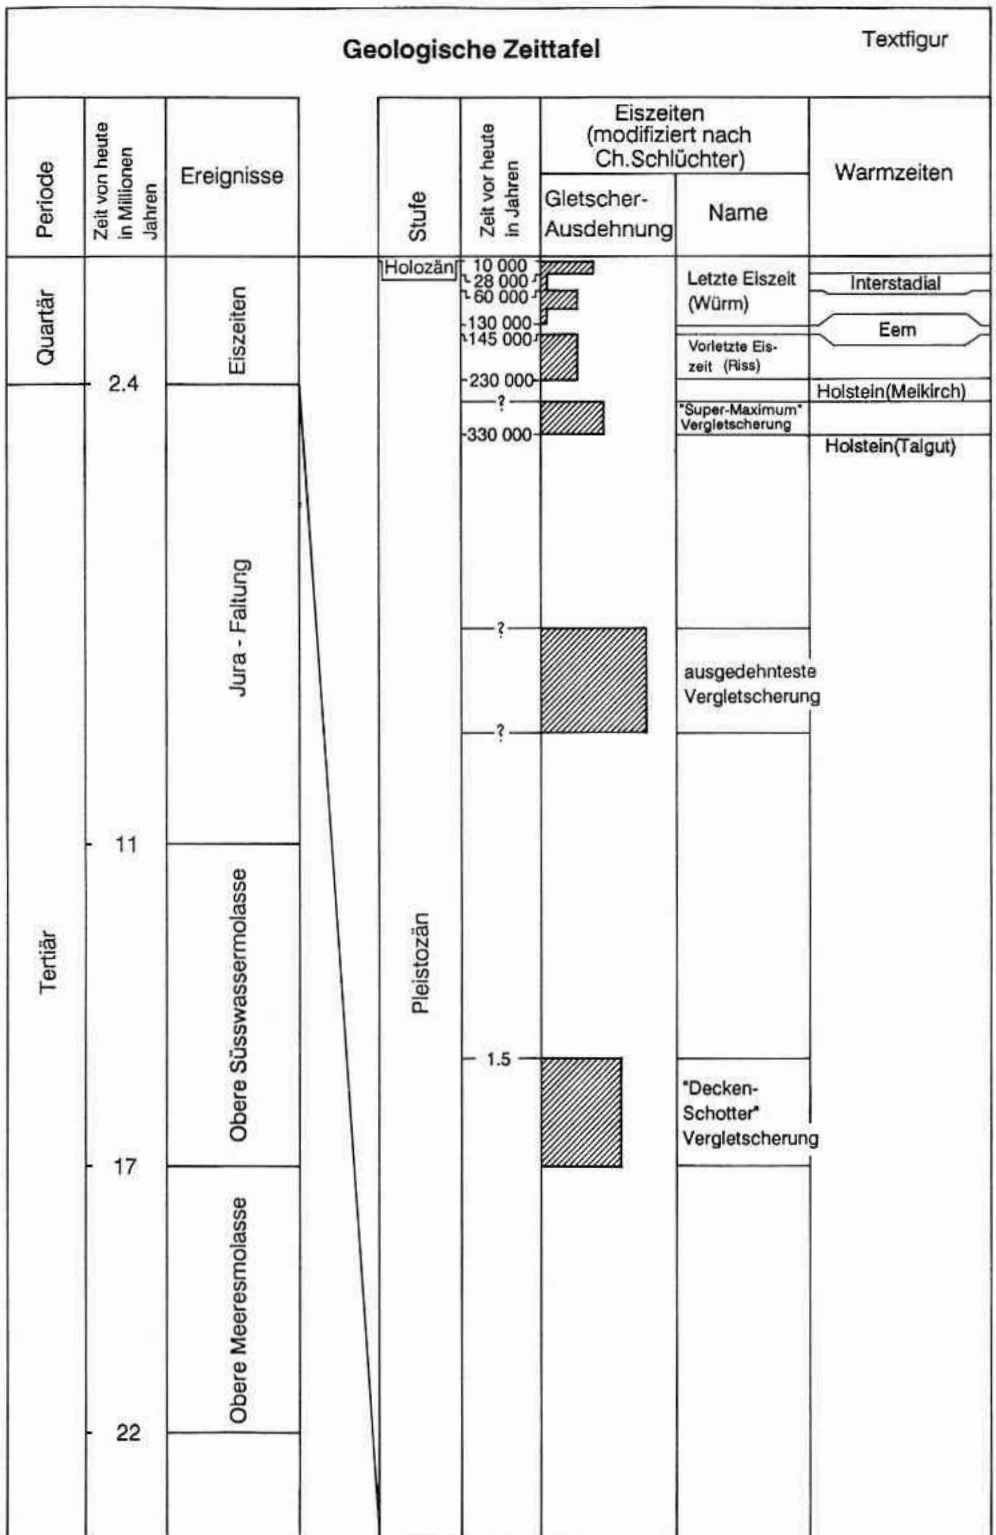 Geologische Zeittafel
Textfigur
Periode
Zeit von heute
in Millionen
Jahren
Ereignisse
Stufe
Zeit vor heute
in Jahren
Eiszeiten
(modifiziert nach
Ch.Schlüchter)
Gletscher-
Ausdehnung
Name
Warmzeiten
Quartär
Tertiär
2.4
11
17
22
Eiszeiten
Jura - Faltung
Obere Süsswassermolasse
Obere Meeresmolasse
Holozän
Pleistozän
10 000
28 000
60 000
130 000
145 000
230 000
?
330 000
?
?
1.5
Letzte Eiszeit
(Würm)
Vorletzte Eis-
zeit (Riss)
"Super-Maximum"
Vergletscherung
ausgedehnteste
Vergletscherung
"Decken-
Schotter"
Vergletscherung
Interstadial
Eem
Holstein(Meikirch)
Holstein(Talgut)